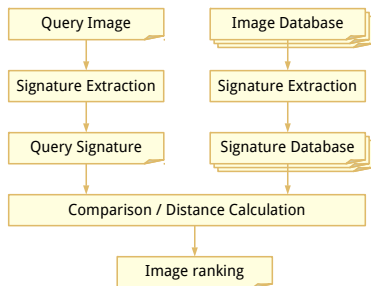 Query Image
Image Database
Signature Extraction
Signature Extraction
Query Signature
Signature Database
Comparison / Distance Calculation
Image ranking